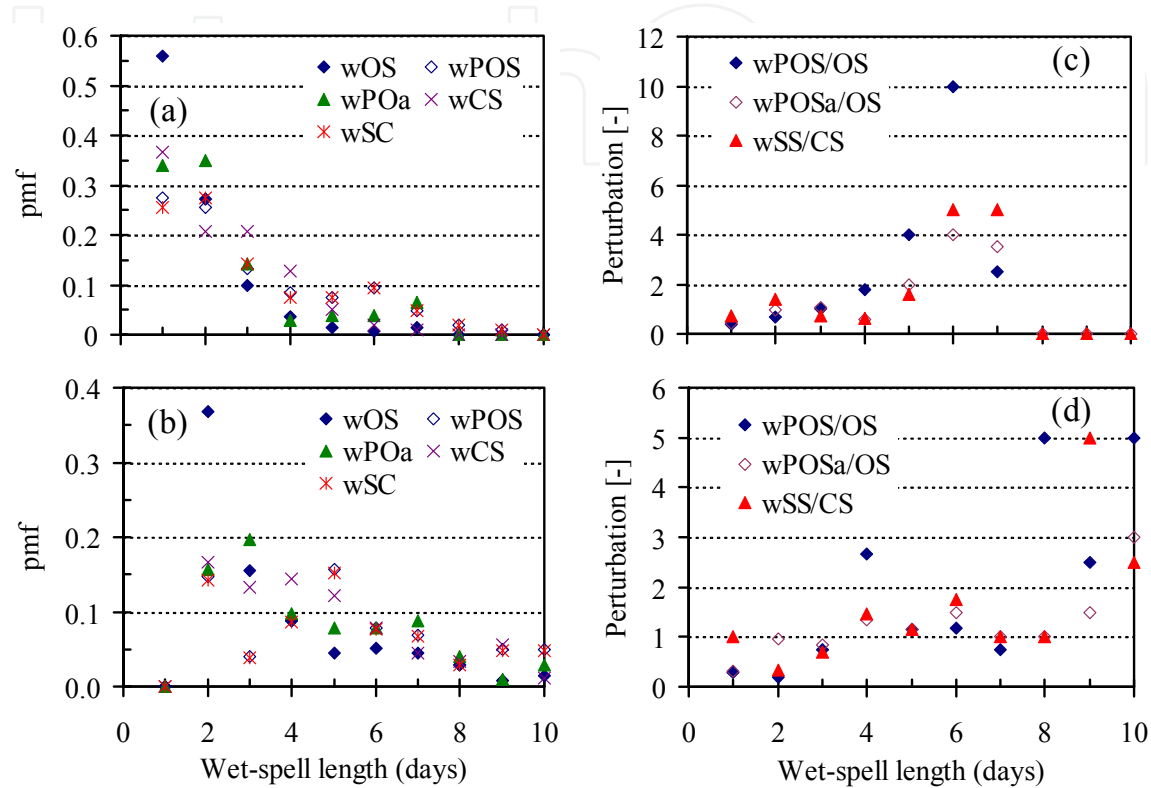 0.6
0.5
0.4
0.3
0.2
0.1
0
pmf
(a)
wOS
wPOS
wPOa
wCS
wSC
12
10
8
6
4
2
0
Perturbation [-]
(c)
wPOS/OS
wPOSa/OS
wSS/CS
0.4
0.3
0.2
0.1
0.0
pmf
(b)
wOS
wPOS
wPOa
wCS
wSC
0 2 4 6 8 10
Wet-spell length (days)
6
5
4
3
2
1
0
Perturbation [-]
(d)
wPOS/OS
wPOSa/OS
wSS/CS
0 2 4 6 8 10
Wet-spell length (days)